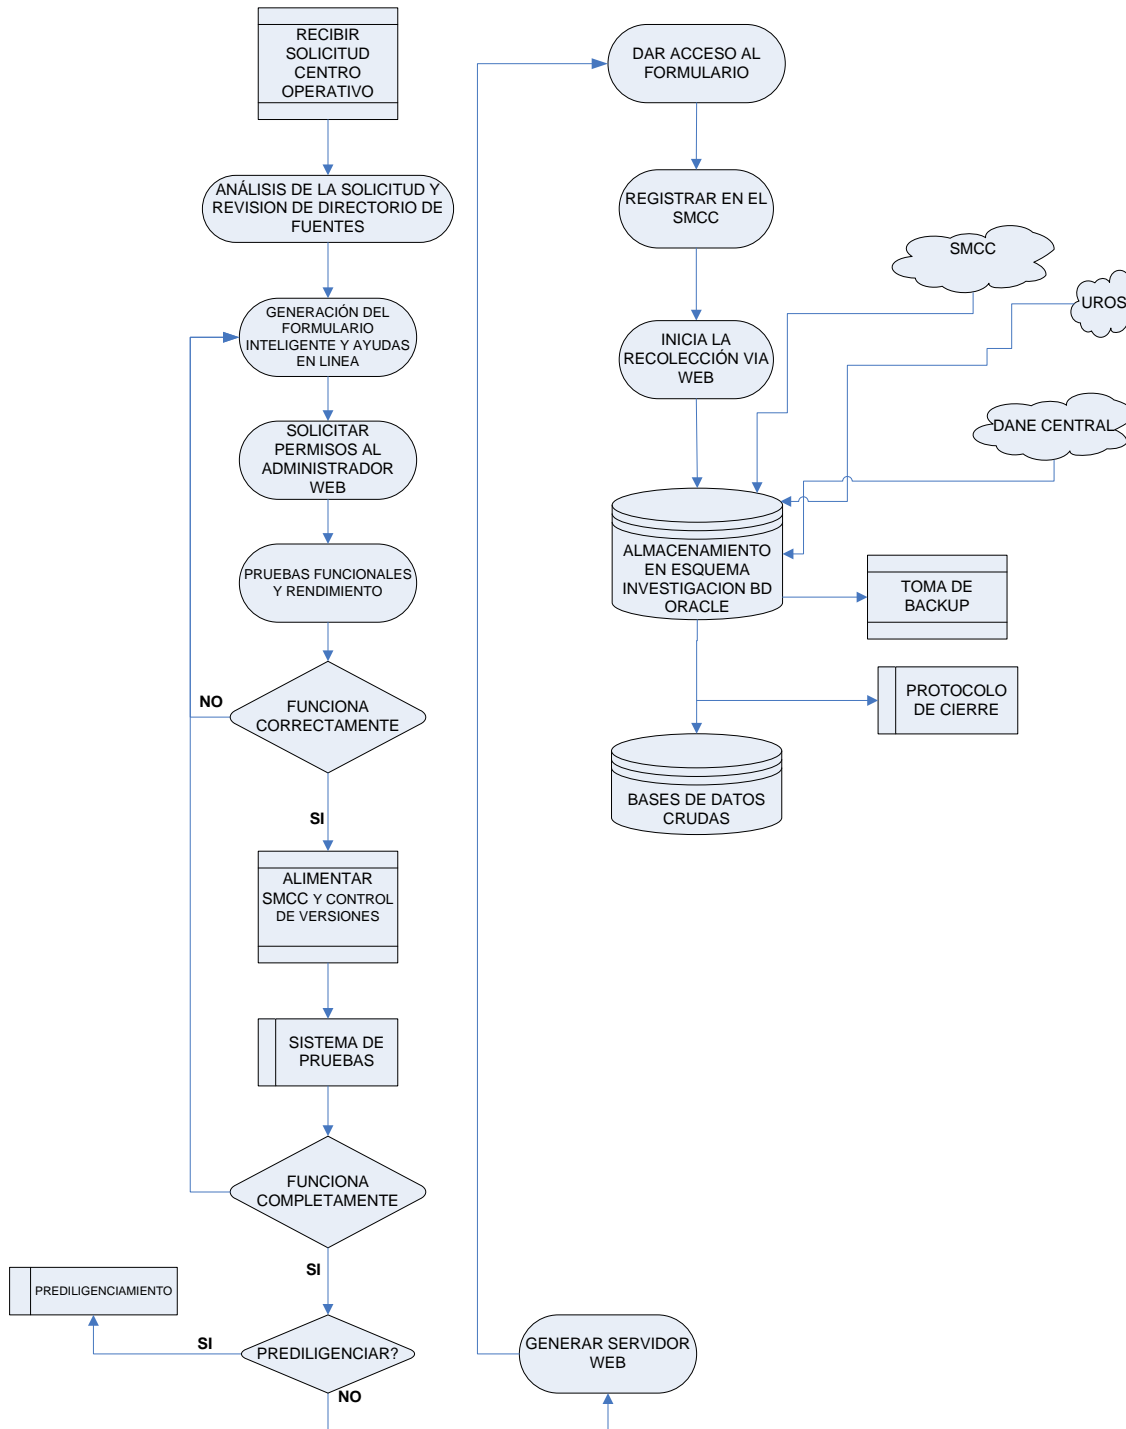 RECIBIR
SOLICITUD
CENTRO
OPERATIVO
ANÁLISIS DE LA SOLICITUD Y
REVISION DE DIRECTORIO DE
FUENTES
GENERACIÓN DEL
FORMULARIO
INTELIGENTE Y AYUDAS
EN LINEA
SOLICITAR
PERMISOS AL
ADMINISTRADOR
WEB
PRUEBAS FUNCIONALES
Y RENDIMIENTO
NO
FUNCIONA
CORRECTAMENTE
SI
ALIMENTAR
SMCC Y CONTROL
DE VERSIONES
SISTEMA DE
PRUEBAS
FUNCIONA
COMPLETAMENTE
SI
PREDILIGENCIAMIENTO
SI
PREDILIGENCIAR?
NO
GENERAR SERVIDOR
WEB
DAR ACCESO AL
FORMULARIO
REGISTRAR EN EL
SMCC
INICIA LA
RECOLECCIÓN VIA
WEB
SMCC
UROS
DANE CENTRAL
ALMACENAMIENTO
EN ESQUEMA
INVESTIGACION BD
ORACLE
TOMA DE
BACKUP
PROTOCOLO
DE CIERRE
BASES DE DATOS
CRUDAS